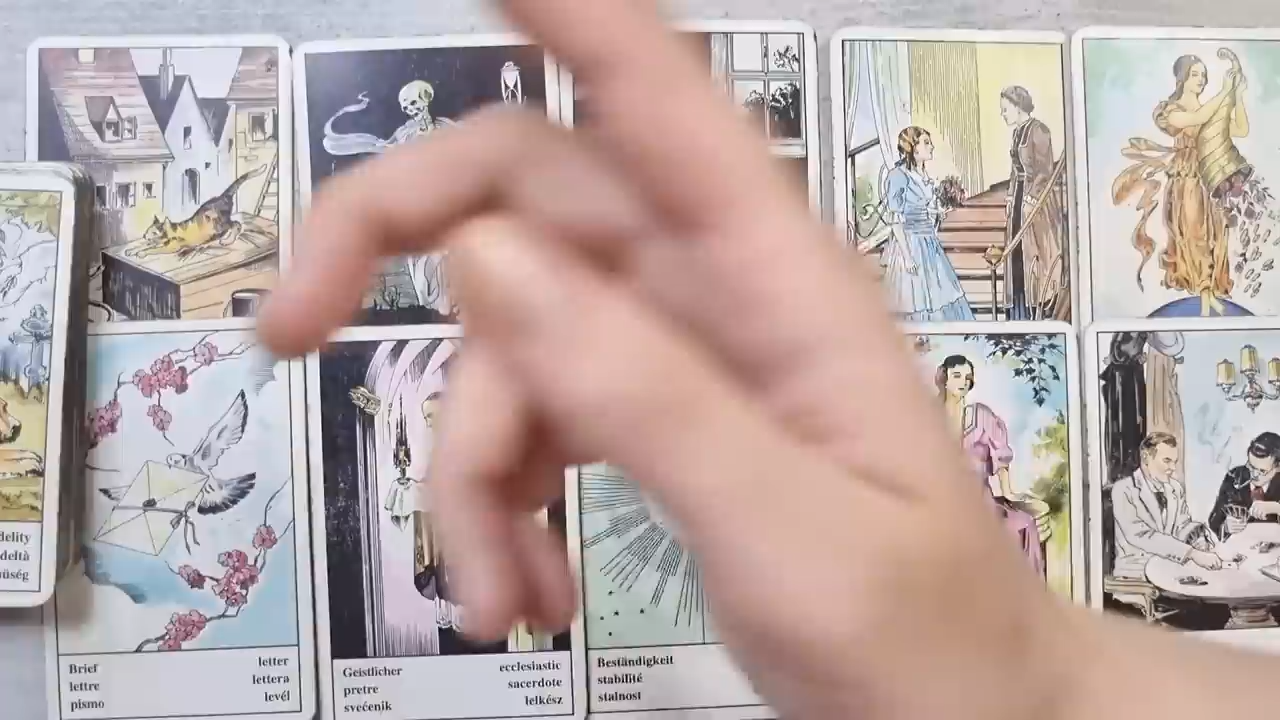 delity
deltà
űség
Brief letter
lettre lettera
pismo levél
Geistlicher ecclesiastic
pretre sacerdote
svećenik lelkész
Beständigkeit
stabilité
stalnost